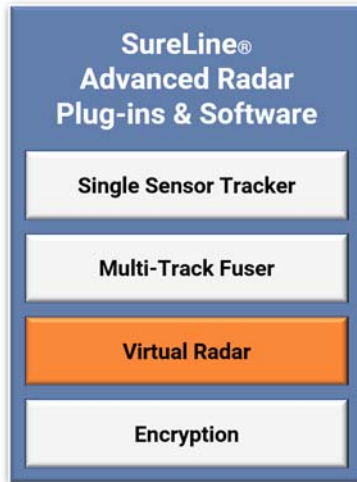 SureLine®
Advanced Radar
Plug-ins & Software
Single Sensor Tracker
Multi-Track Fuser
Virtual Radar
Encryption